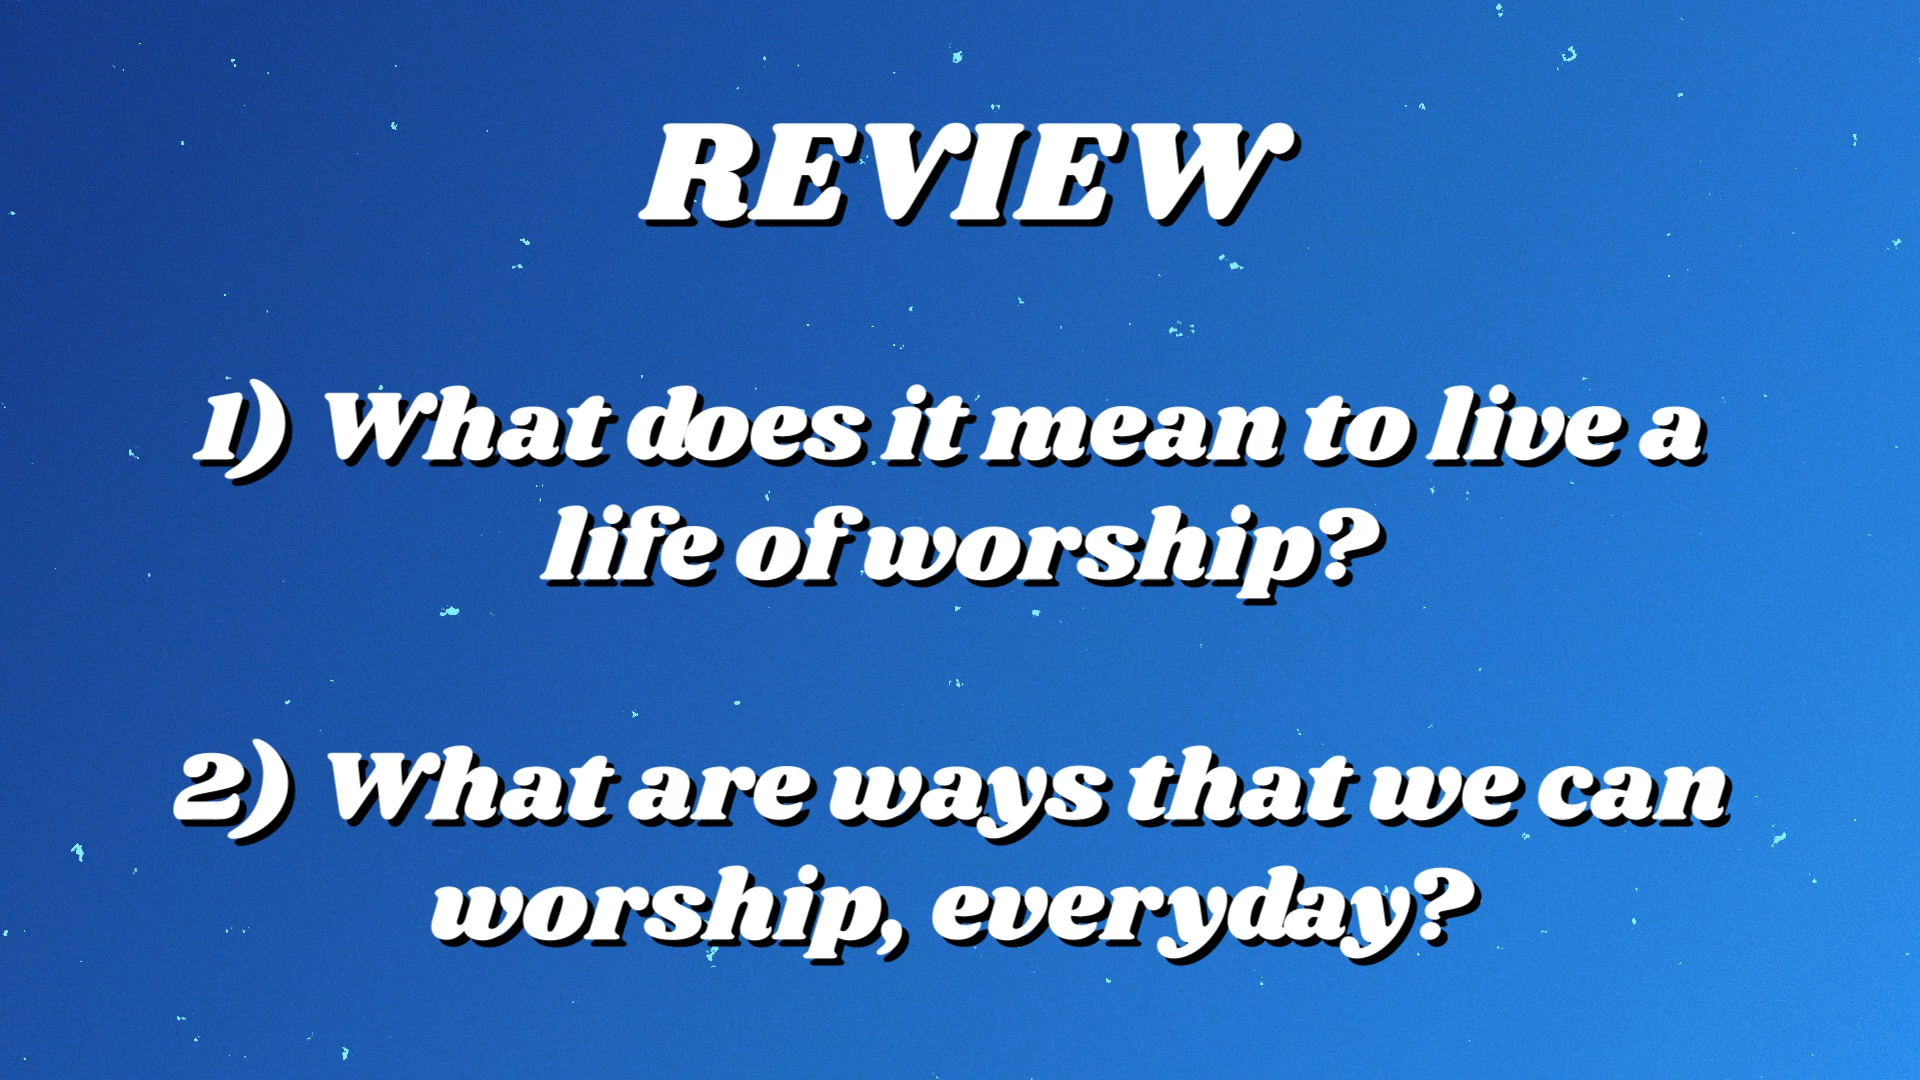 REVIEW
1) What does it mean to live a
life of worship?
2) What are ways that we can
worship, everyday?